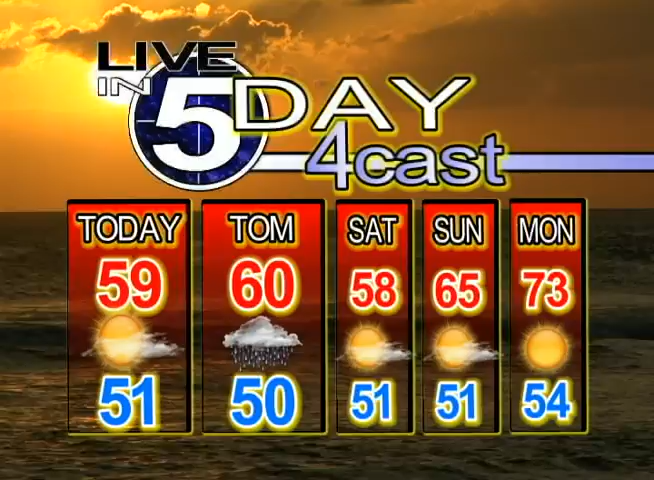 LIVE
IN 5 DAY
4cast
TODAY TOM SAT SUN MON
59 60 58 65 73
51 50 51 51 54